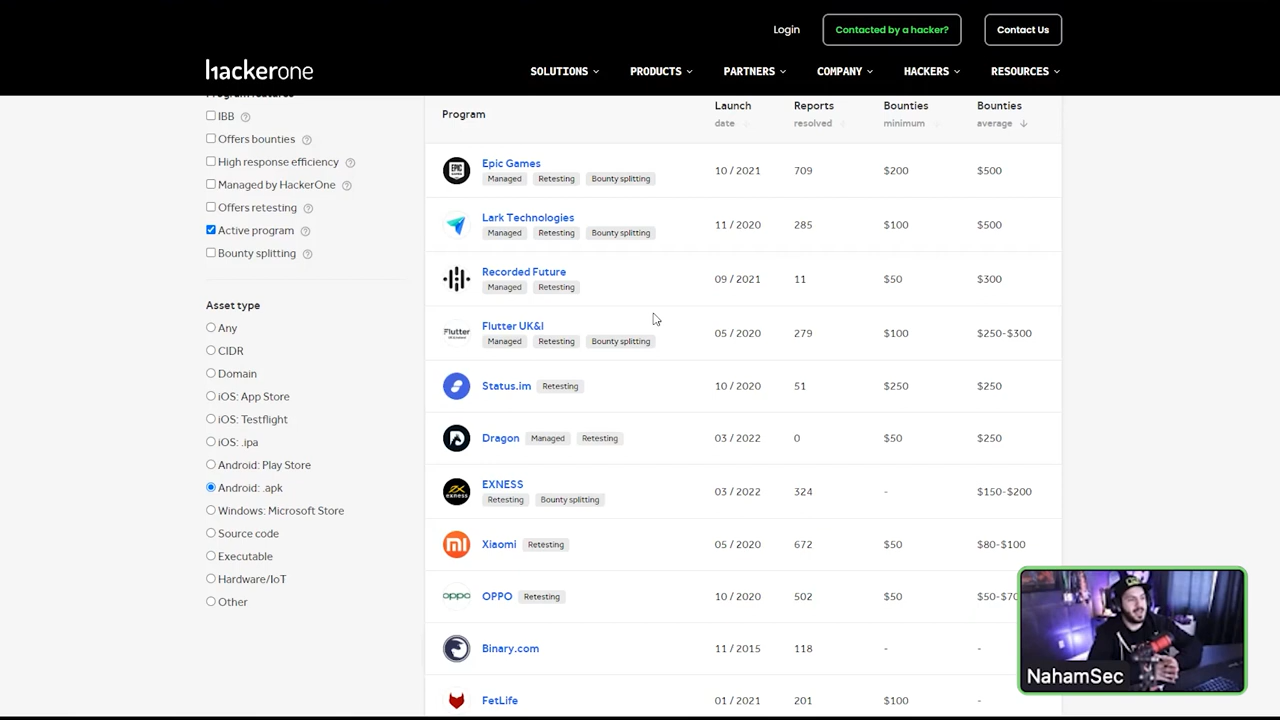 Login
Contacted by a hacker?
Contact Us
hackerone
SOLUTIONS
PRODUCTS
PARTNERS
COMPANY
HACKERS
RESOURCES
Program features
IBB
Offers bounties
High response efficiency
Managed by HackerOne
Offers retesting
Active program
Bounty splitting
Asset type
Any
CIDR
Domain
iOS: App Store
iOS: Testflight
iOS: .ipa
Android: Play Store
Android: .apk
Windows: Microsoft Store
Source code
Executable
Hardware/IoT
Other
Program
Launch date
Reports resolved
Bounties minimum
Bounties average
Epic Games 10 / 2021 709 $200 $500
Managed Retesting Bounty splitting
Lark Technologies 11 / 2020 285 $100 $500
Managed Retesting Bounty splitting
Recorded Future 09 / 2021 11 $50 $300
Managed Retesting
Flutter UK&I 05 / 2020 279 $100 $250-$300
Managed Retesting Bounty splitting
Status.im Retesting 10 / 2020 51 $250 $250
Dragon Managed Retesting 03 / 2022 0 $50 $250
EXNESS 03 / 2022 324 - $150-$200
Retesting Bounty splitting
Xiaomi Retesting 05 / 2020 672 $50 $80-$100
OPPO Retesting 10 / 2020 502 $50
Binary.com 11 / 2015 118 - -
FetLife 01 / 2021 201 $100 -
NahamSec